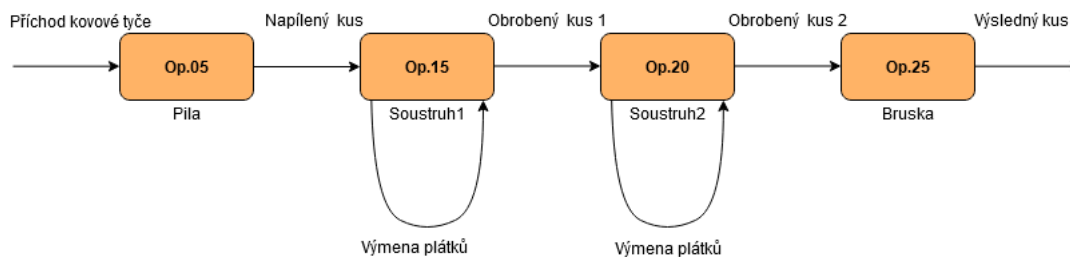 Příchod kovové tyče
Napílený kus
Obrobený kus 1
Obrobený kus 2
Výsledný kus
Op.05
Op.15
Op.20
Op.25
Pila
Soustruh1
Soustruh2
Bruska
Výmena plátků
Výmena plátků